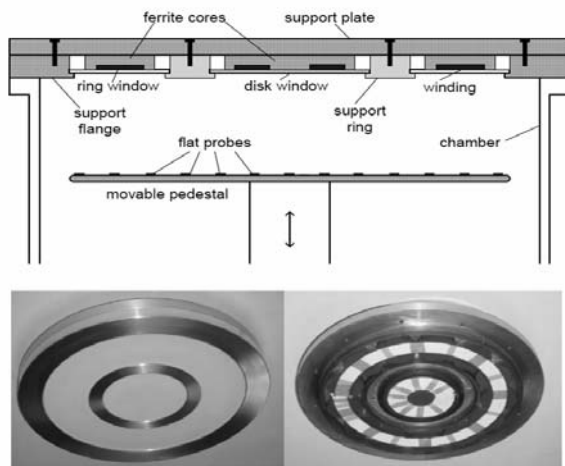 ferrite cores
support plate
ring window
disk window
winding
support
flange
support
ring
flat probes
chamber
movable pedestal